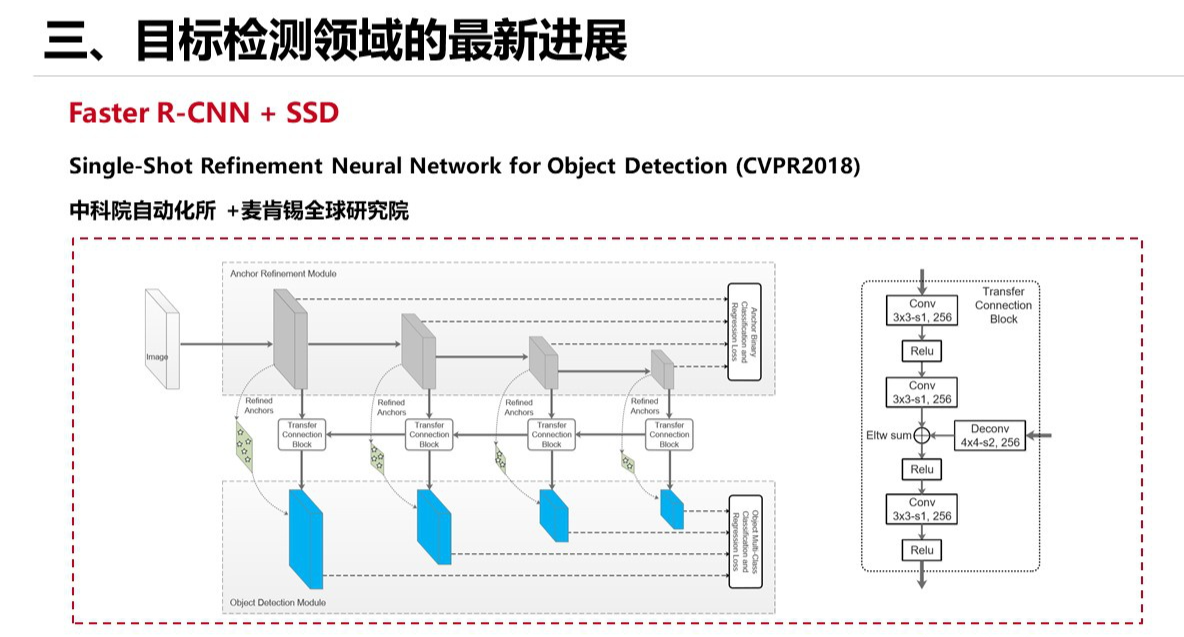 三、目标检测领域的最新进展
Faster R-CNN + SSD
Single-Shot Refinement Neural Network for Object Detection (CVPR2018)
中科院自动化所 +麦肯锡全球研究院
Anchor Refinement Module
Image
Anchor Binary
Classification and
Regression Loss
Refined
Anchors
Refined
Anchors
Refined
Anchors
Refined
Anchors
Transfer
Connection
Block
Transfer
Connection
Block
Transfer
Connection
Block
Transfer
Connection
Block
Object Multi-Class
Classification and
Regression Loss
Object Detection Module
Transfer
Connection
Block
Conv
3x3-s1, 256
Relu
Conv
3x3-s1, 256
Eltw sum
Deconv
4x4-s2, 256
Relu
Conv
3x3-s1, 256
Relu